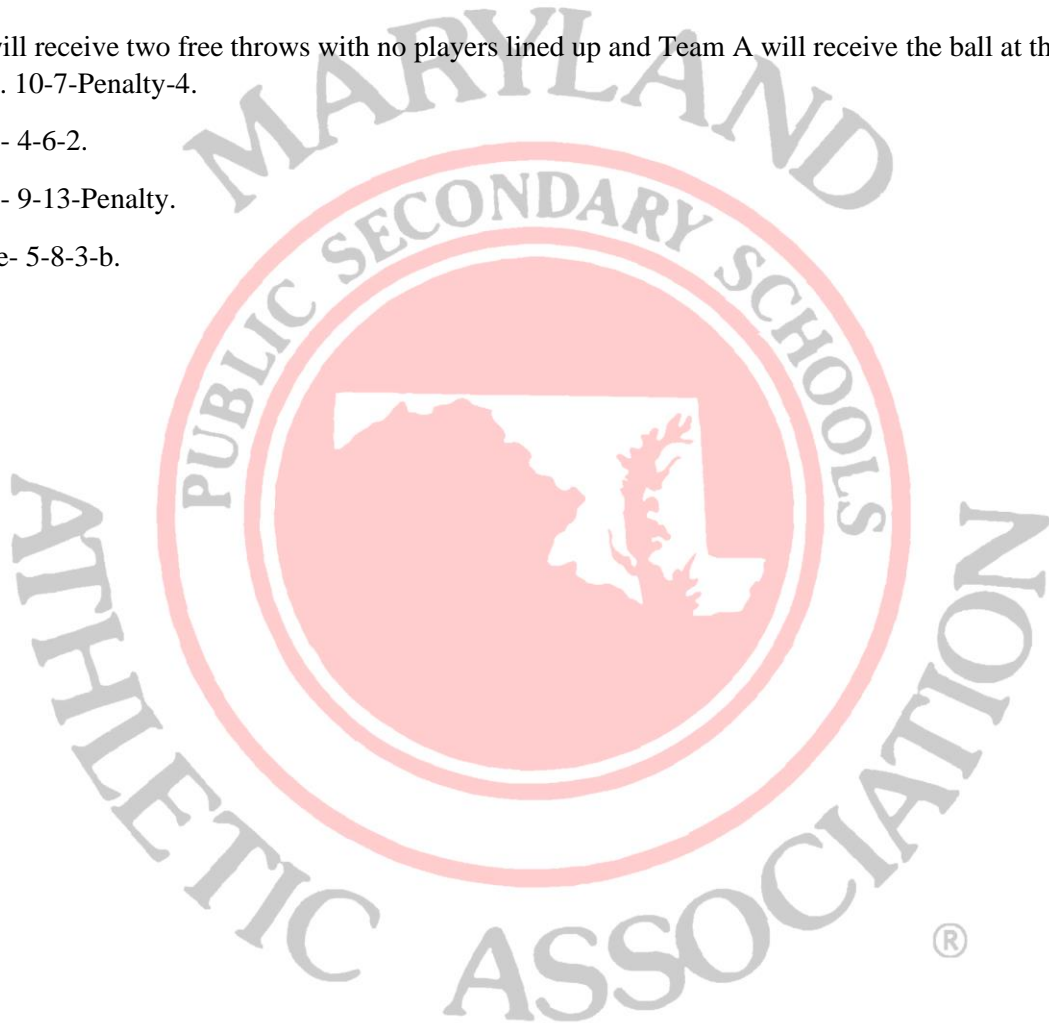 ill receive two free throws with no players lined up and Team A will receive the ball at th
. 10-7-Penalty-4.
- 4-6-2.
- 9-13-Penalty.
e- 5-8-3-b.
MARYLAND
PUBLIC SECONDARY SCHOOLS
ATHLETIC ASSOCIATION
®